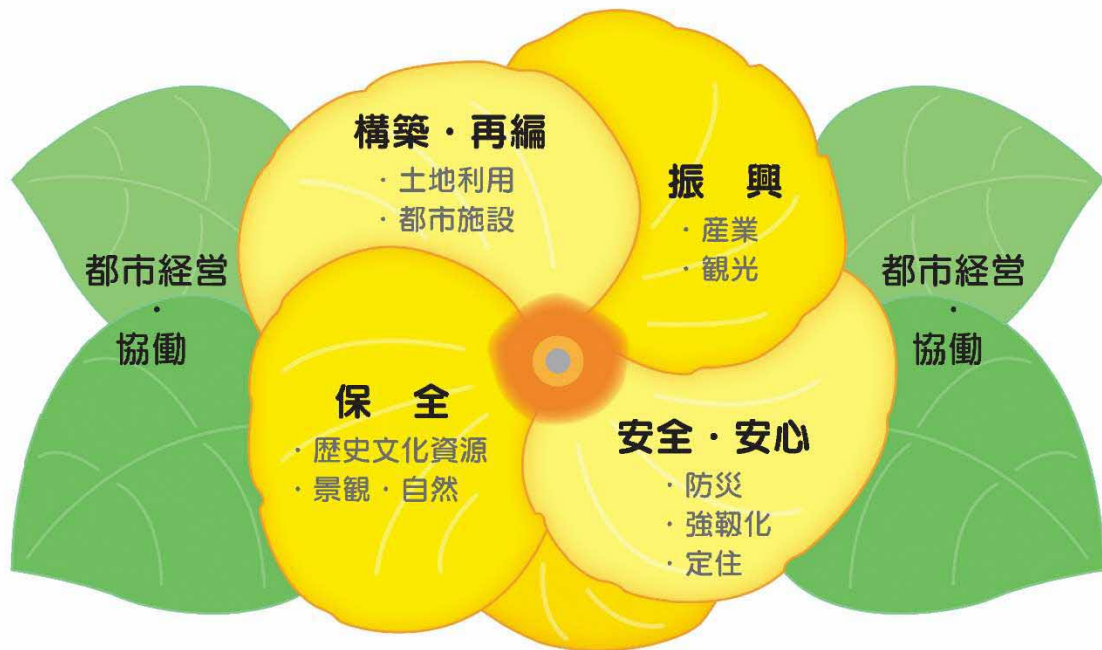 構築・再編
・土地利用
・都市施設
振　興
・産業
・観光
都市経営
・
協働
都市経営
・
協働
保　全
・歴史文化資源
・景観・自然
安全・安心
・防災
・強靱化
・定住